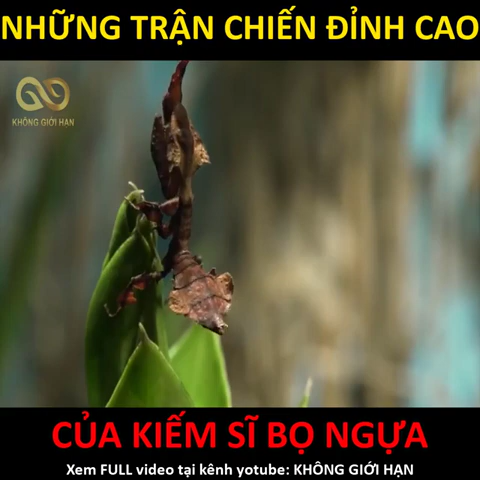 NHỮNG TRẬN CHIẾN ĐỈNH CAO
KHÔNG GIỚI HẠN
CỦA KIẾM SĨ BỌ NGỰA
Xem FULL video tại kênh yotube: KHÔNG GIỚI HẠN